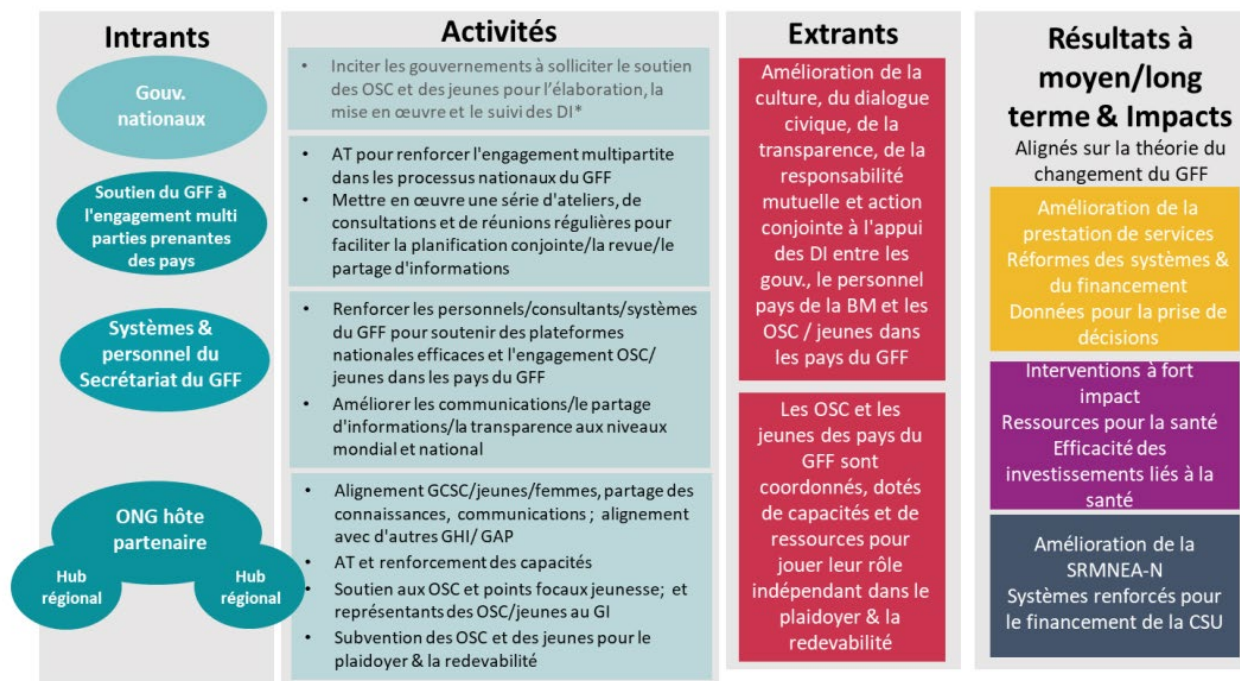 Intrants
Gouv.
nationaux
Soutien du GFF à
l'engagement multi
parties prenantes
des pays
Systèmes &
personnel du
Secrétariat du GFF
ONG hôte
partenaire
Hub
régional
Hub
régional
Activités
• Inciter les gouvernements à solliciter le soutien
des OSC et des jeunes pour l'élaboration, la
mise en œuvre et le suivi des DI*
• AT pour renforcer l'engagement multipartite
dans les processus nationaux du GFF
• Mettre en œuvre une série d'ateliers, de
consultations et de réunions régulières pour
faciliter la planification conjointe/la revue/le
partage d'informations
• Renforcer les personnels/consultants/systèmes
du GFF pour soutenir des plateformes
nationales efficaces et l'engagement OSC/
jeunes dans les pays du GFF
• Améliorer les communications/le partage
d'informations/la transparence aux niveaux
mondial et national
• Alignement GCSC/jeunes/femmes, partage des
connaissances, communications ; alignement
avec d'autres GHI/ GAP
• AT et renforcement des capacités
• Soutien aux OSC et points focaux jeunesse; et
représentants des OSC/jeunes au GI
• Subvention des OSC et des jeunes pour le
plaidoyer & la redevabilité
Extrants
Amélioration de la
culture, du dialogue
civique, de la
transparence, de la
responsabilité
mutuelle et action
conjointe à l'appui
des DI entre les
gouv., le personnel
pays de la BM et les
OSC / jeunes dans
les pays du GFF
Les OSC et les
jeunes des pays du
GFF sont
coordonnés, dotés
de capacités et de
ressources pour
jouer leur rôle
indépendant dans le
plaidoyer & la
redevabilité
Résultats à
moyen/long
terme & Impacts
Alignés sur la théorie du
changement du GFF
Amélioration de la
prestation de services
Réformes des systèmes &
du financement
Données pour la prise de
décisions
Interventions à fort
impact
Ressources pour la santé
Efficacité des
investissements liés à la
santé
Amélioration de la
SRMNEA-N
Systèmes renforcés pour
le financement de la CSU